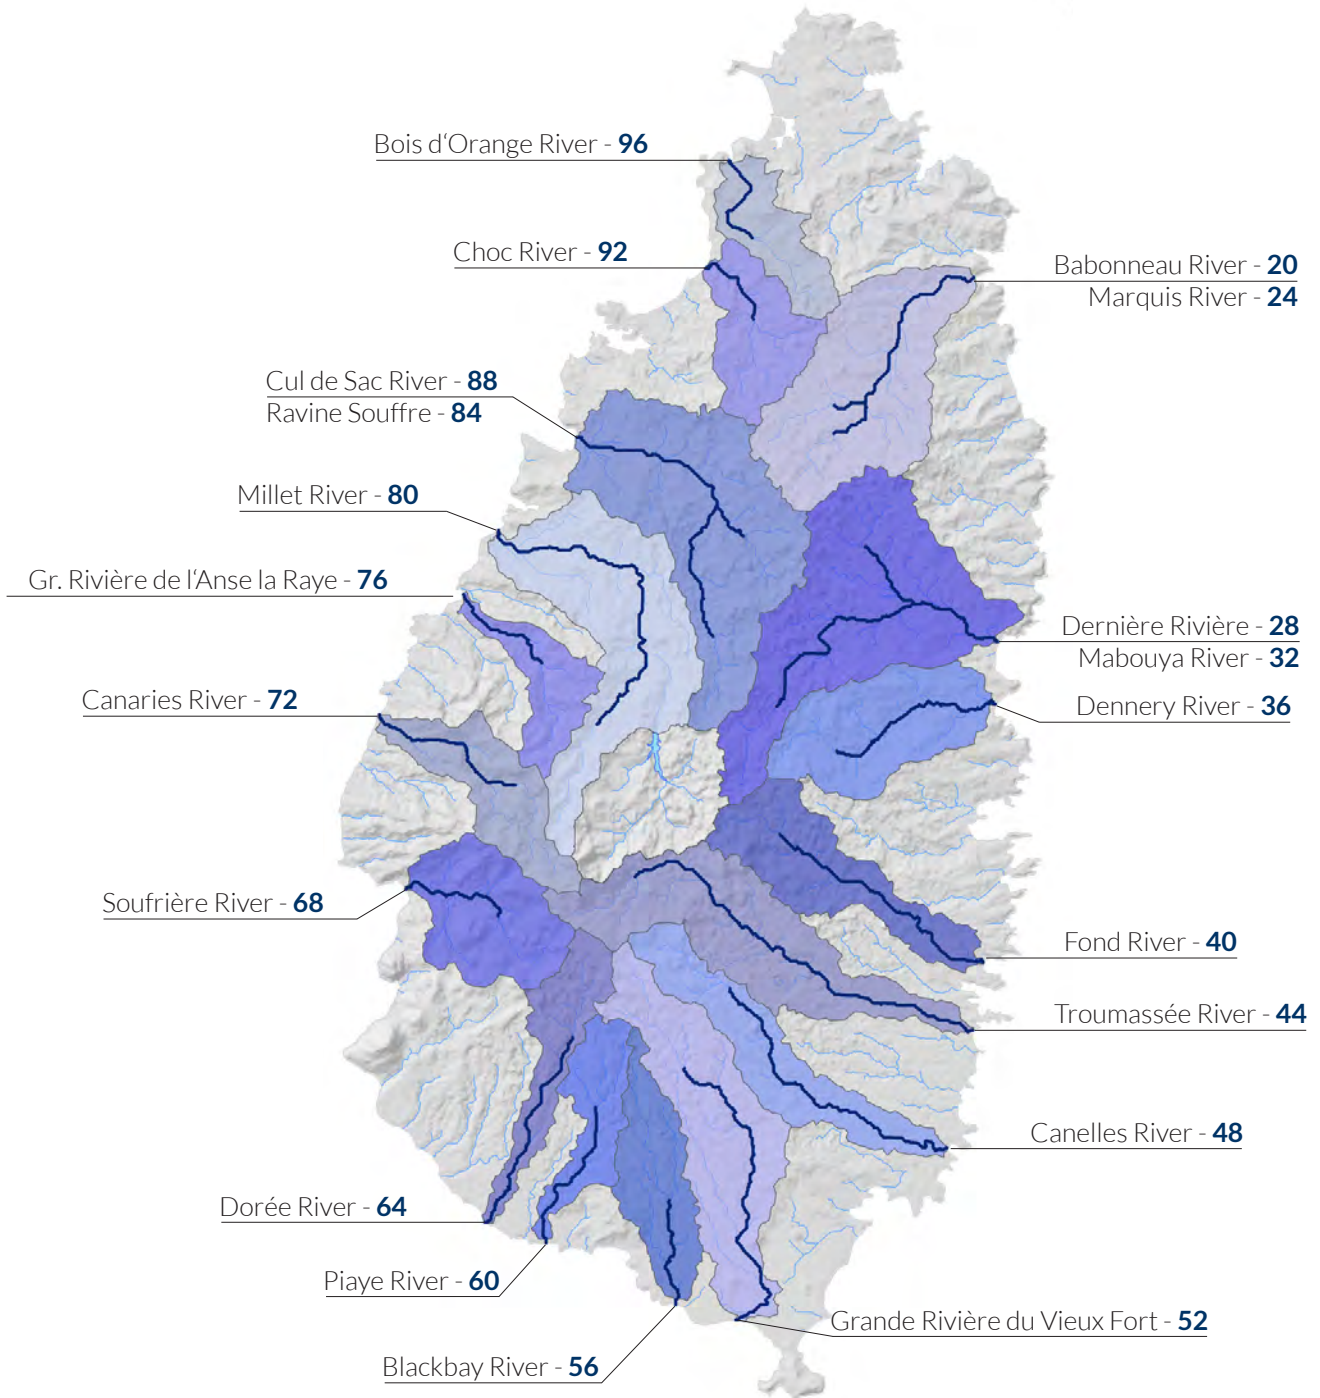 Bois d‘Orange River - 96
Choc River - 92
Babonneau River - 20
Marquis River - 24
Cul de Sac River - 88
Ravine Souffre - 84
Millet River - 80
Gr. Rivière de l‘Anse la Raye - 76
Dernière Rivière - 28
Mabouya River - 32
Canaries River - 72
Dennery River - 36
Soufrière River - 68
Fond River - 40
Troumassée River - 44
Canelles River - 48
Dorée River - 64
Piaye River - 60
Grande Rivière du Vieux Fort - 52
Blackbay River - 56